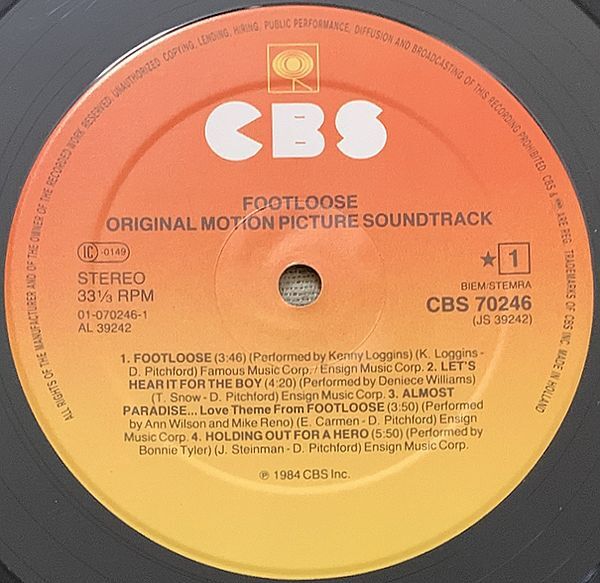 ALL RIGHTS OF THE MANUFACTURER AND OF THE OWNER OF THE RECORDED WORK RESERVED. UNAUTHORIZED COPYING, LENDING, HIRING, PUBLIC PERFORMANCE, DIFFUSION AND BROADCASTING OF THIS RECORD PROHIBITED. CBS & ARE REG. TRADEMARKS OF CBS INC. MADE IN HOLLAND
CBS
FOOTLOOSE
ORIGINAL MOTION PICTURE SOUNDTRACK
IC -0149
★ 1
STEREO
33⅓ RPM
BIEM/STEMRA
CBS 70246
01-070246-1
(JS 39242)
AL 39242
1. FOOTLOOSE (3:46) (Performed by Kenny Loggins) (K. Loggins -
D. Pitchford) Famous Music Corp. / Ensign Music Corp. 2. LET'S
HEAR IT FOR THE BOY (4:20) (Performed by Deniece Williams)
(T. Snow - D. Pitchford) Ensign Music Corp. 3. ALMOST
PARADISE... Love Theme From FOOTLOOSE (3:50) (Performed
by Ann Wilson and Mike Reno) (E. Carmen - D. Pitchford) Ensign
Music Corp. 4. HOLDING OUT FOR A HERO (5:50) (Performed by
Bonnie Tyler) (J. Steinman - D. Pitchford) Ensign Music Corp.
℗ 1984 CBS Inc.